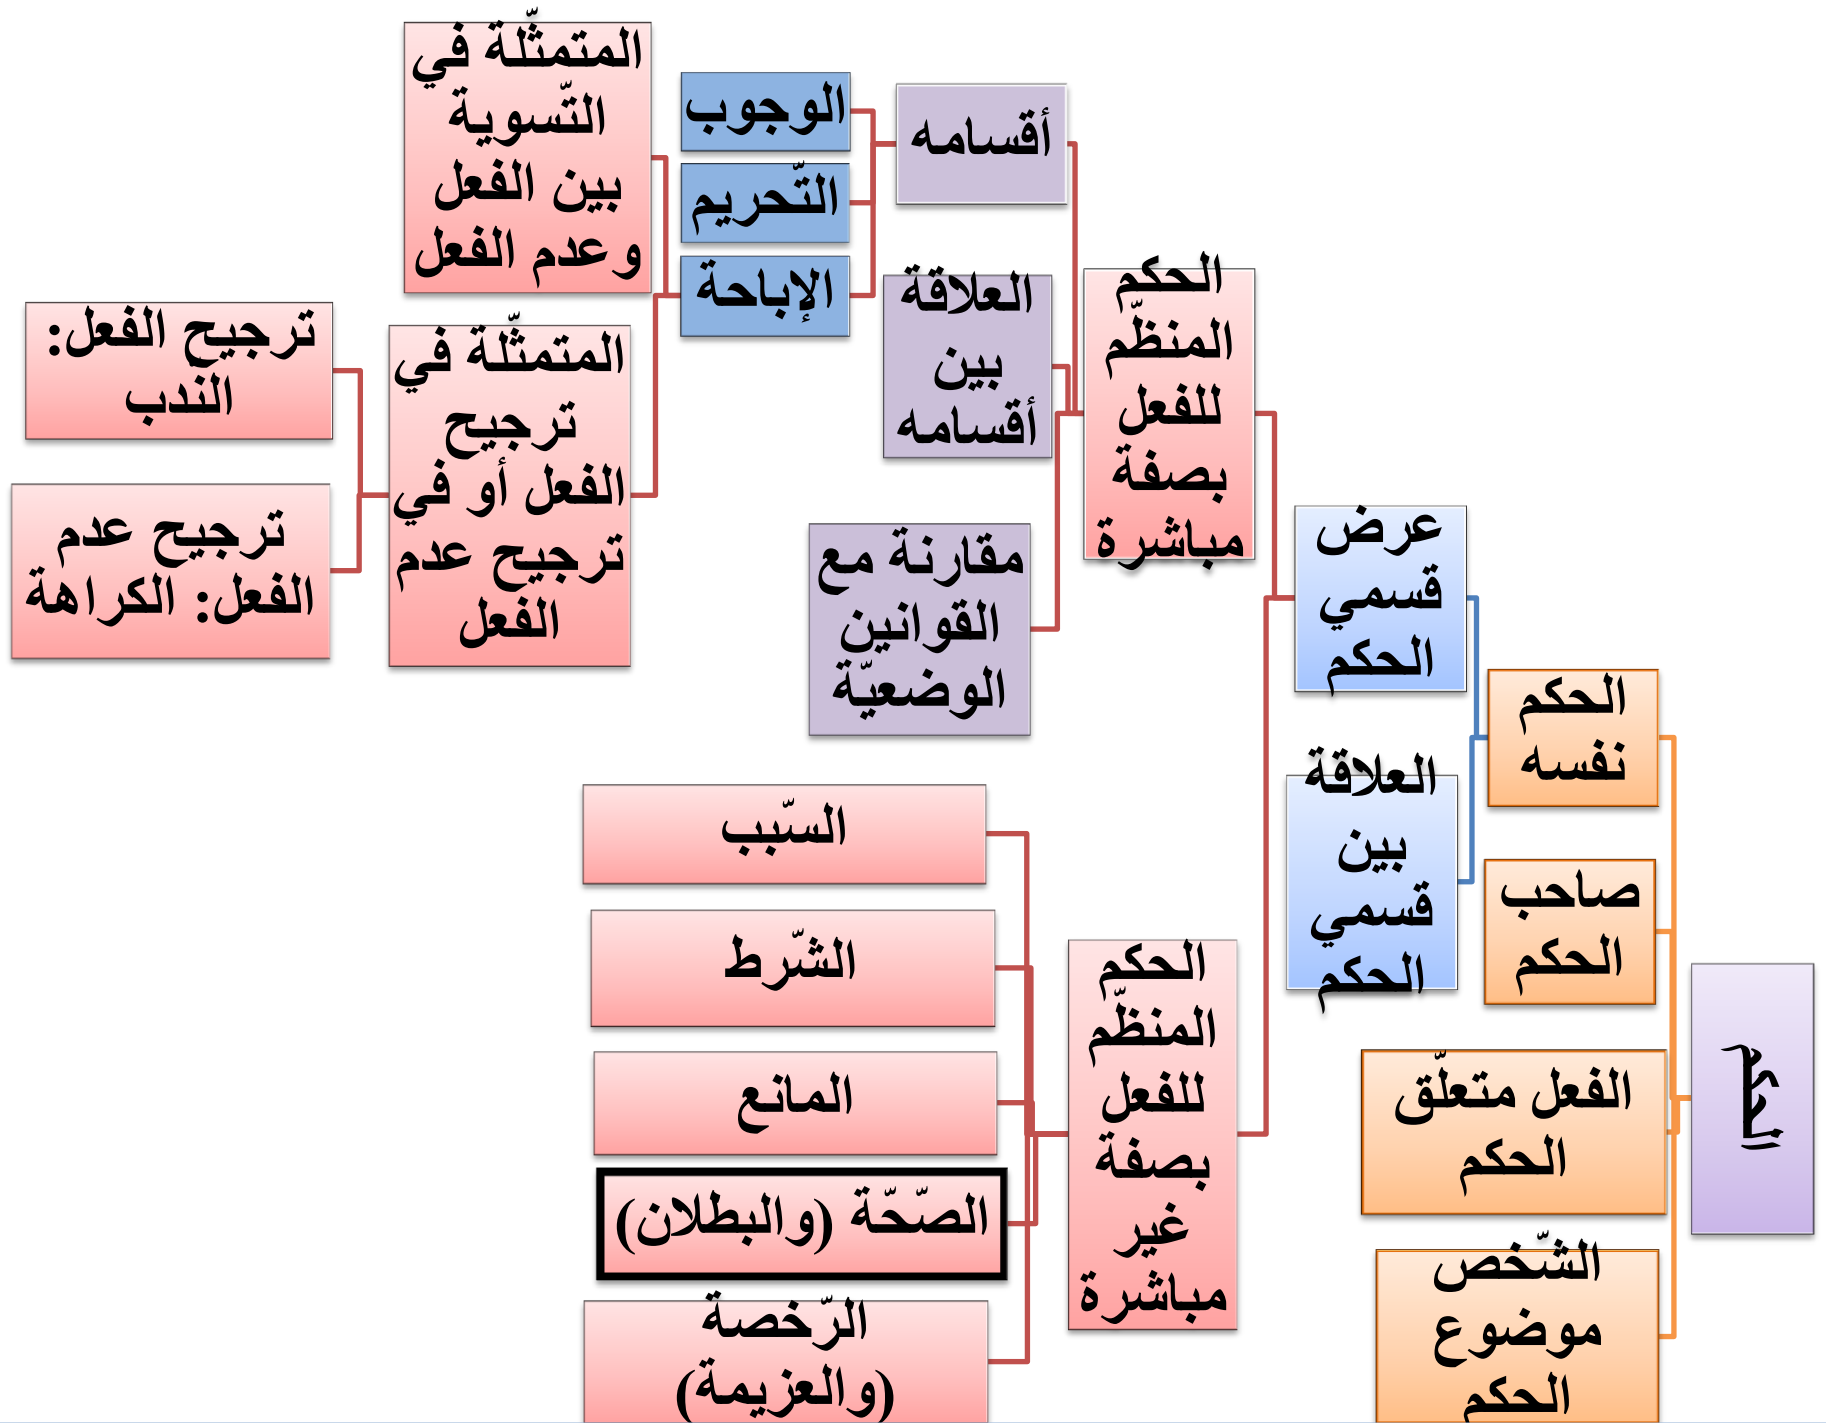 الحكم
الحكم
نفسه
صاحب
الحكم
الفعل متعلّق
الحكم
الشّخص
موضوع
الحكم
عرض
قسمي
الحكم
العلاقة
بين
قسمي
الحكم
الحكم
المنظّم
للفعل
بصفة
مباشرة
أقسامه
الوجوب
التّحريم
الإباحة
المتمثّلة في
التّسوية
بين الفعل
وعدم الفعل
المتمثّلة في
ترجيح
الفعل أو في
ترجيح عدم
الفعل
ترجيح الفعل:
النّدب
ترجيح عدم
الفعل: الكراهة
العلاقة
بين
أقسامه
مقارنة مع
القوانين
الوضعيّة
الحكم
المنظّم
للفعل
بصفة
غير
مباشرة
السّبب
الشّرط
المانع
الصّحّة (والبطلان)
الرّخصة
(والعزيمة)